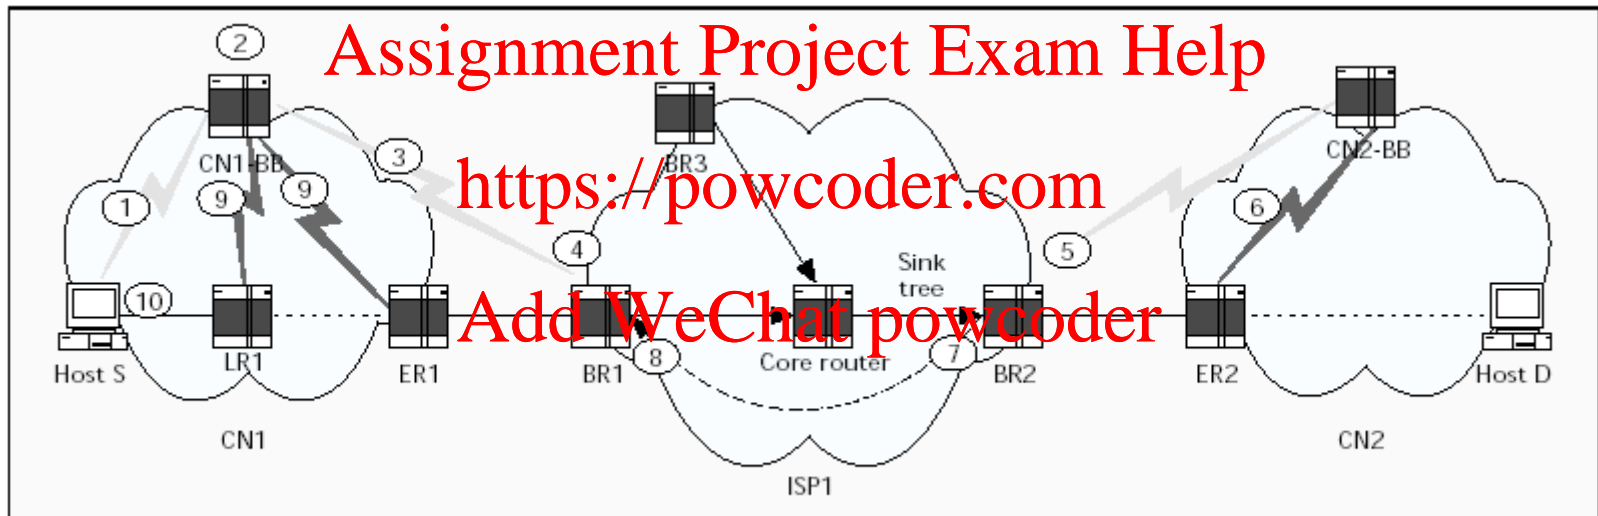 Assignment Project Exam Help
2
CN1-BB
BR3
CN2-BB
3
https://powcoder.com
1
9
9
6
4
5
Sink
tree
10
Add WeChat powcoder
Host S
LR1
ER1
BR1
8
Core router
7
BR2
ER2
Host D
CN1
CN2
ISP1